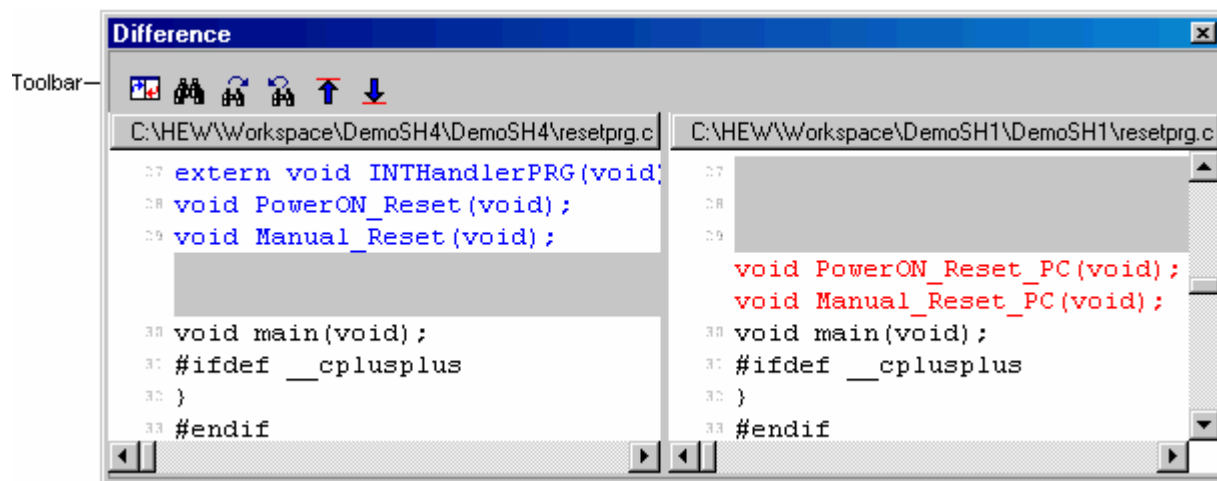 Difference
Toolbar
C:\HEW\Workspace\DemoSH4\DemoSH4\resetprg.c
27 extern void INTHandlerPRG(void)
28 void PowerON_Reset(void);
29 void Manual_Reset(void);
30 void main(void);
31 #ifdef __cplusplus
32 }
33 #endif
C:\HEW\Workspace\DemoSH1\DemoSH1\resetprg.c
27
28
29
void PowerON_Reset_PC(void);
void Manual_Reset_PC(void);
30 void main(void);
31 #ifdef __cplusplus
32 }
33 #endif